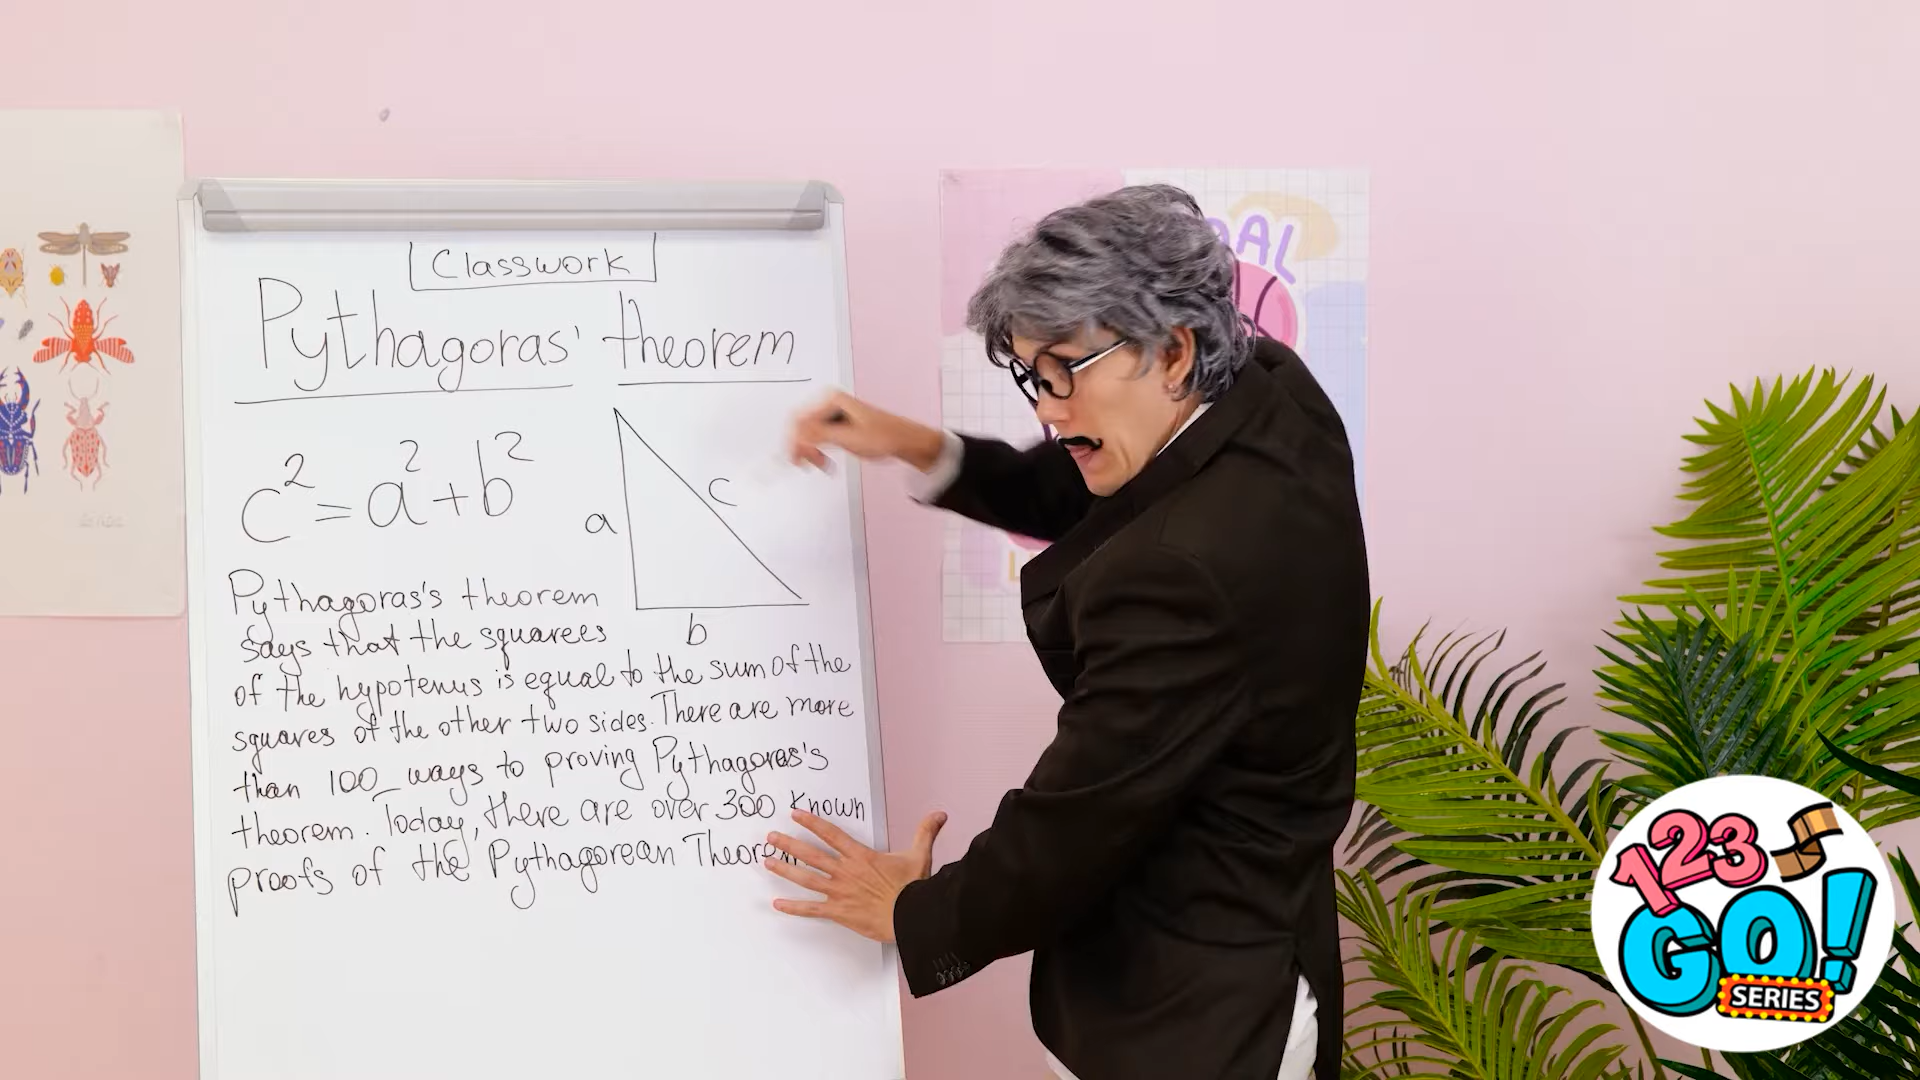 Classwork
Pythagoras' theorem
c²=a²+b²
a
c
b
Pythagoras's theorem
says that the squarees
of the hypotenus is equal to the sum of the
squares of the other two sides. There are more
than 100 ways to proving Pythagoras's
theorem. Today, there are over 300 known
proofs of the Pythagorean Theorem
123
GO!
SERIES